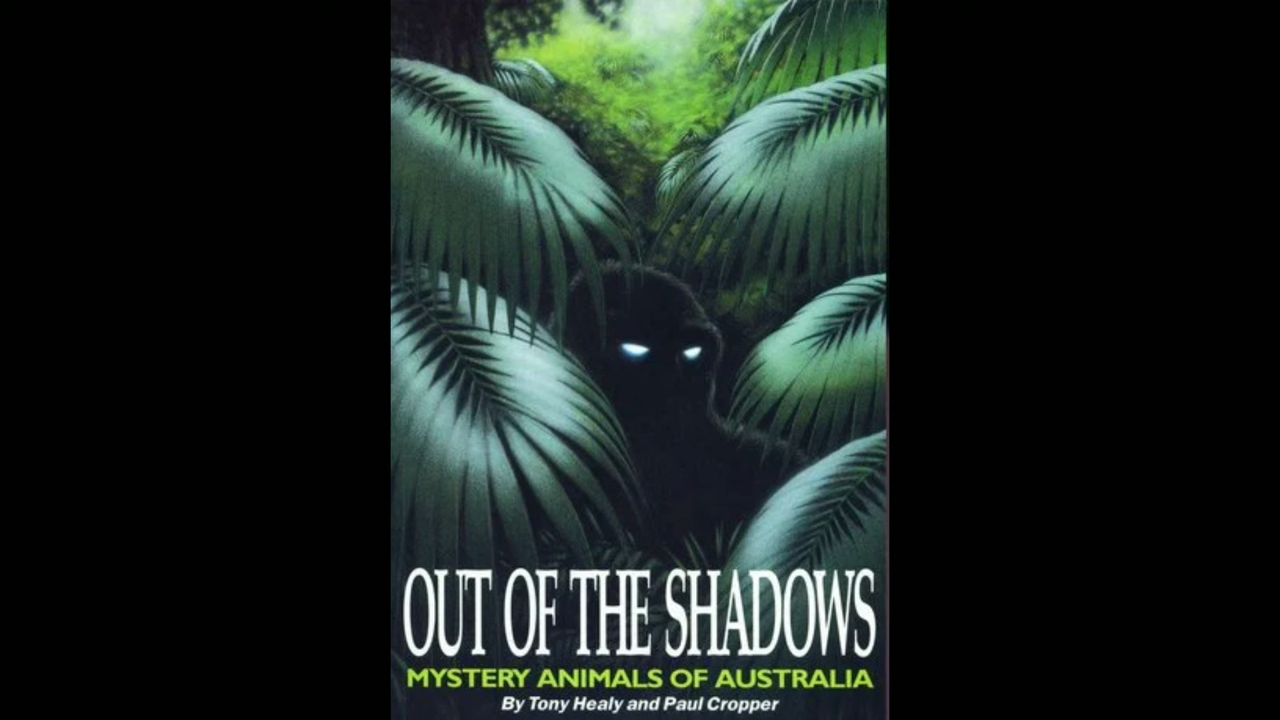 OUT OF THE SHADOWS
MYSTERY ANIMALS OF AUSTRALIA
By Tony Healy and Paul Cropper